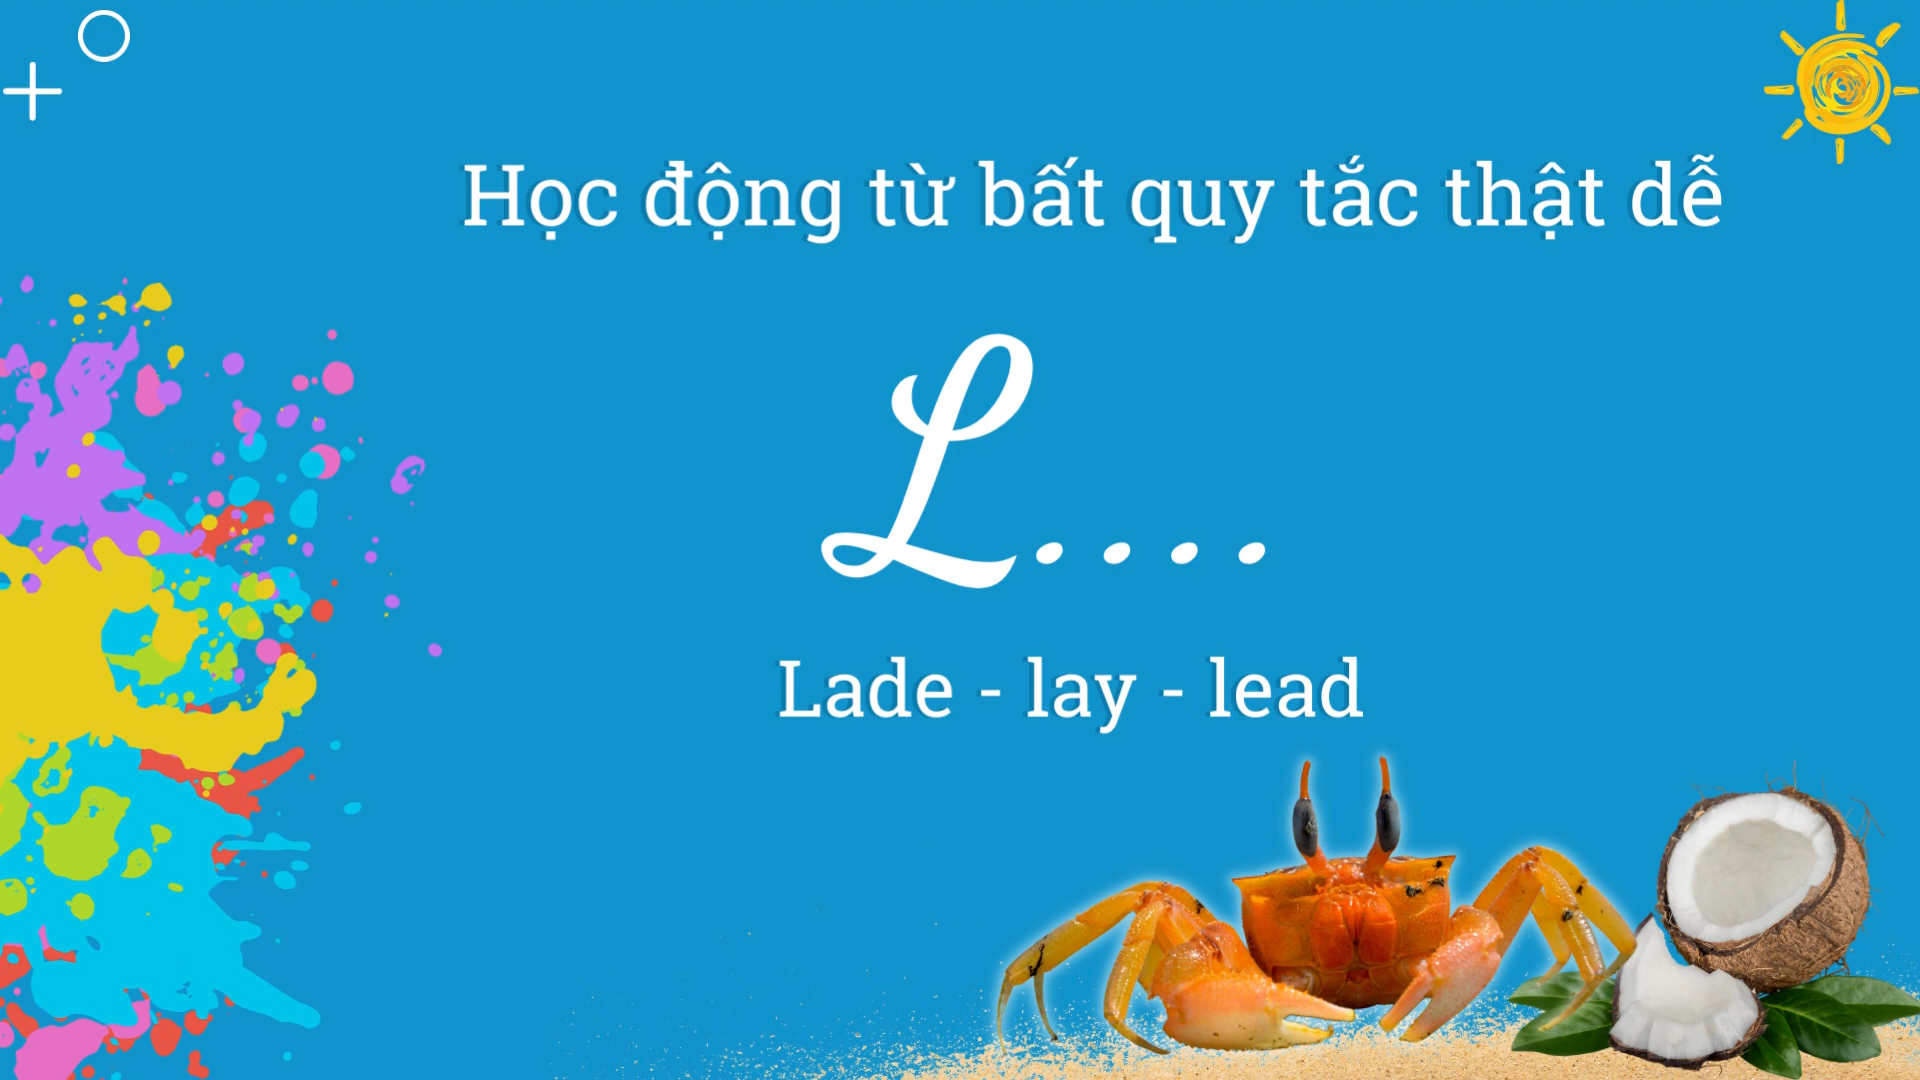 Học động từ bất quy tắc thật dễ
L....
Lade - lay - lead